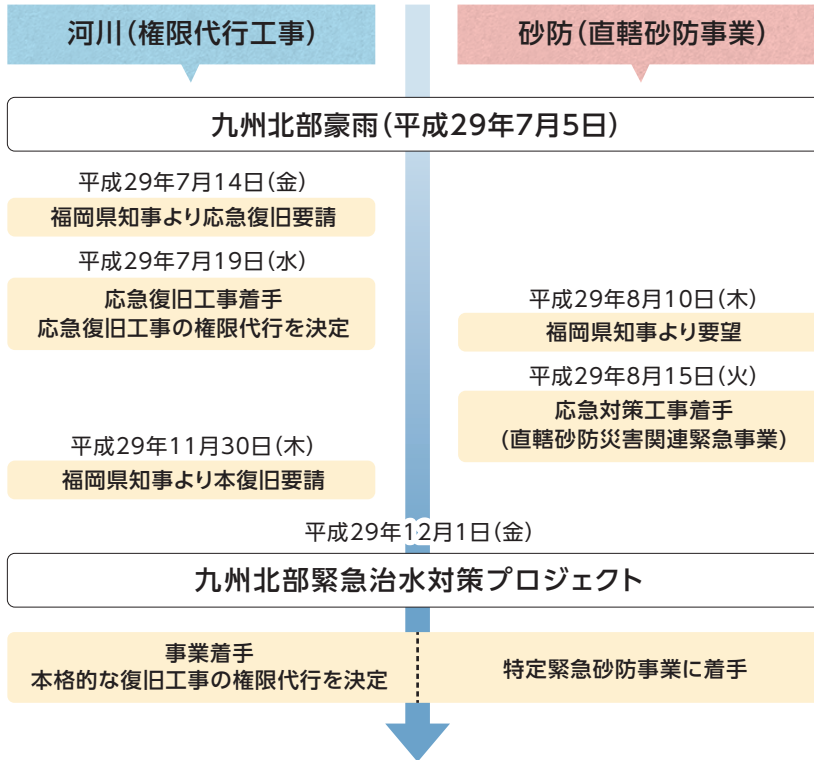 河川(権限代行工事)
砂防(直轄砂防事業)
九州北部豪雨(平成29年7月5日)
平成29年7月14日(金)
福岡県知事より応急復旧要請
平成29年7月19日(水)
応急復旧工事着手
応急復旧工事の権限代行を決定
平成29年8月10日(木)
福岡県知事より要望
平成29年8月15日(火)
応急対策工事着手
(直轄砂防災害関連緊急事業)
平成29年11月30日(木)
福岡県知事より本復旧要請
平成29年12月1日(金)
九州北部緊急治水対策プロジェクト
事業着手
本格的な復旧工事の権限代行を決定
特定緊急砂防事業に着手